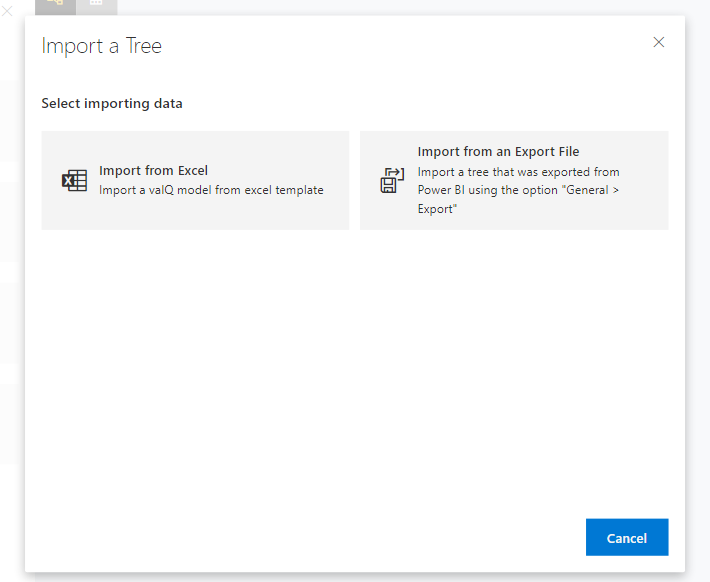 Import a Tree
Select importing data
Import from Excel
Import a valQ model from excel template
Import from an Export File
Import a tree that was exported from
Power BI using the option "General >
Export"
Cancel